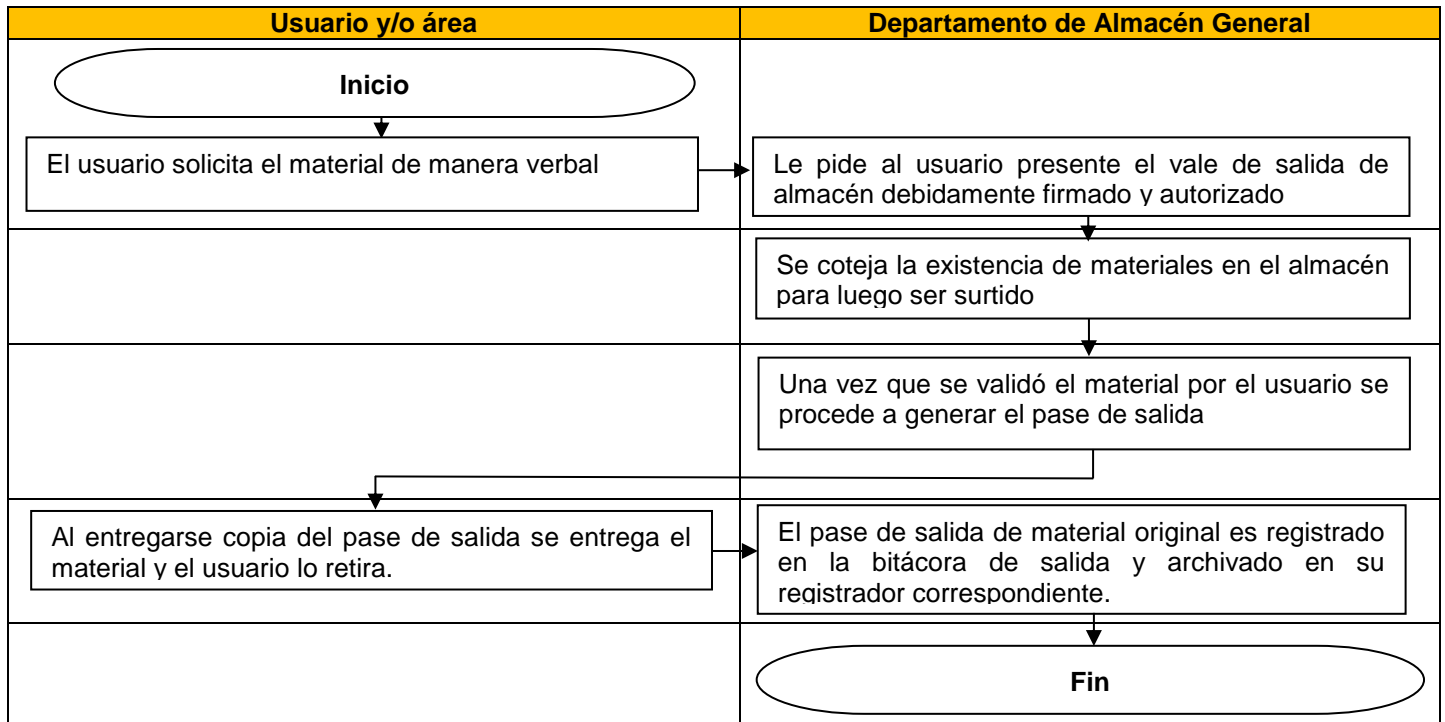 Usuario y/o área
Departamento de Almacén General
Inicio
El usuario solicita el material de manera verbal
Le pide al usuario presente el vale de salida de
almacén debidamente firmado y autorizado
Se coteja la existencia de materiales en el almacén
para luego ser surtido
Una vez que se validó el material por el usuario se
procede a generar el pase de salida
Al entregarse copia del pase de salida se entrega el
material y el usuario lo retira.
El pase de salida de material original es registrado
en la bitácora de salida y archivado en su
registrador correspondiente.
Fin